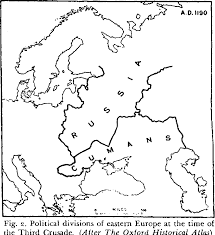 A.D. 1190
RUSSIA
CUMANS
MILES
Fig. 2. Political divisions of eastern Europe at the time of
the Third Crusade. (After The Oxford Historical Atlas)